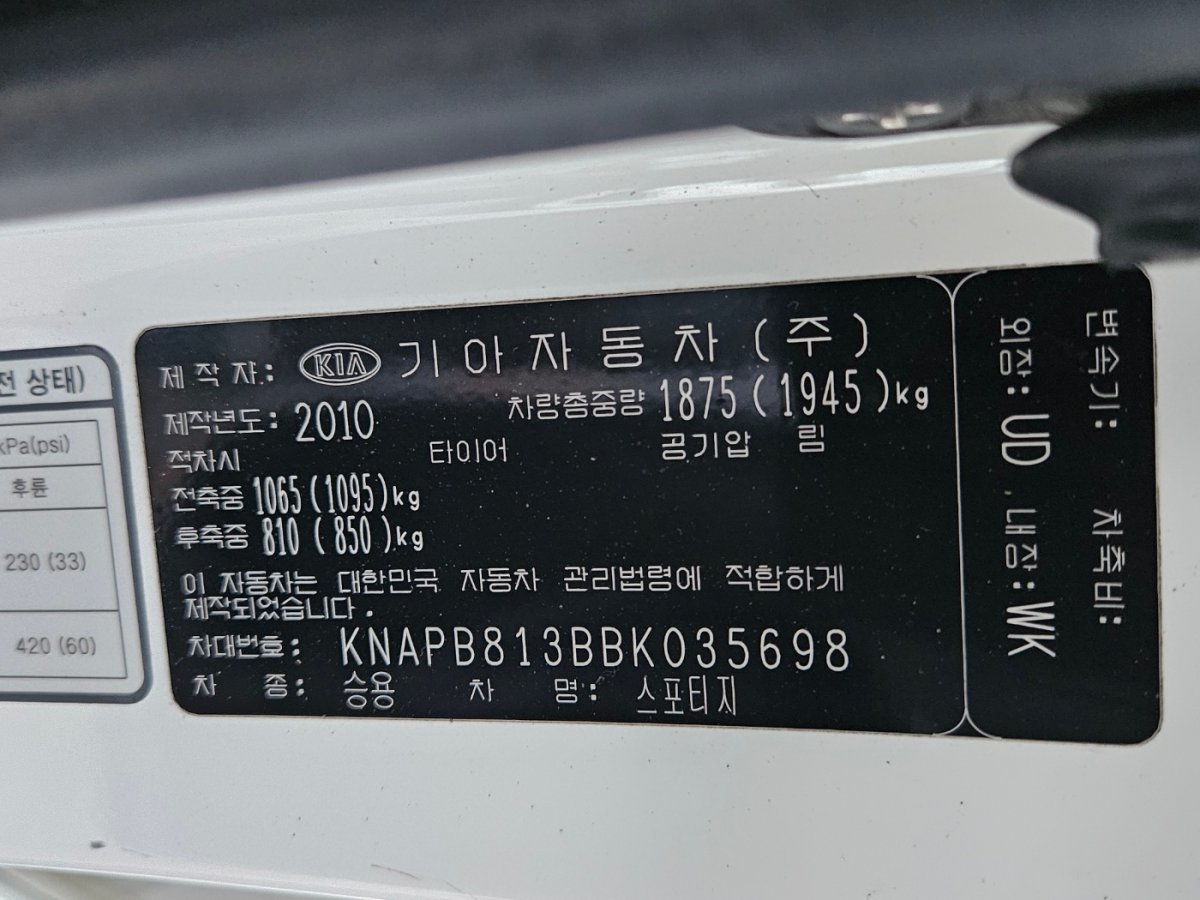 전 상태)
kPa(psi)
후륜
230 (33)
420 (60)
제 작 자: KIA 기아자동차(주)
제작년도: 2010 차량총중량 1875(1945)kg
적차시 타이어 공기압 림
전축중 1065(1095)kg
후축중 810 (850)kg
이 자동차는 대한민국 자동차 관리법령에 적합하게
제작되었습니다.
차대번호: KNAPB813BBK035698
차 종: 승용 차 명: 스포티지
변속기: 차축비:
외장: UD 내장: WK